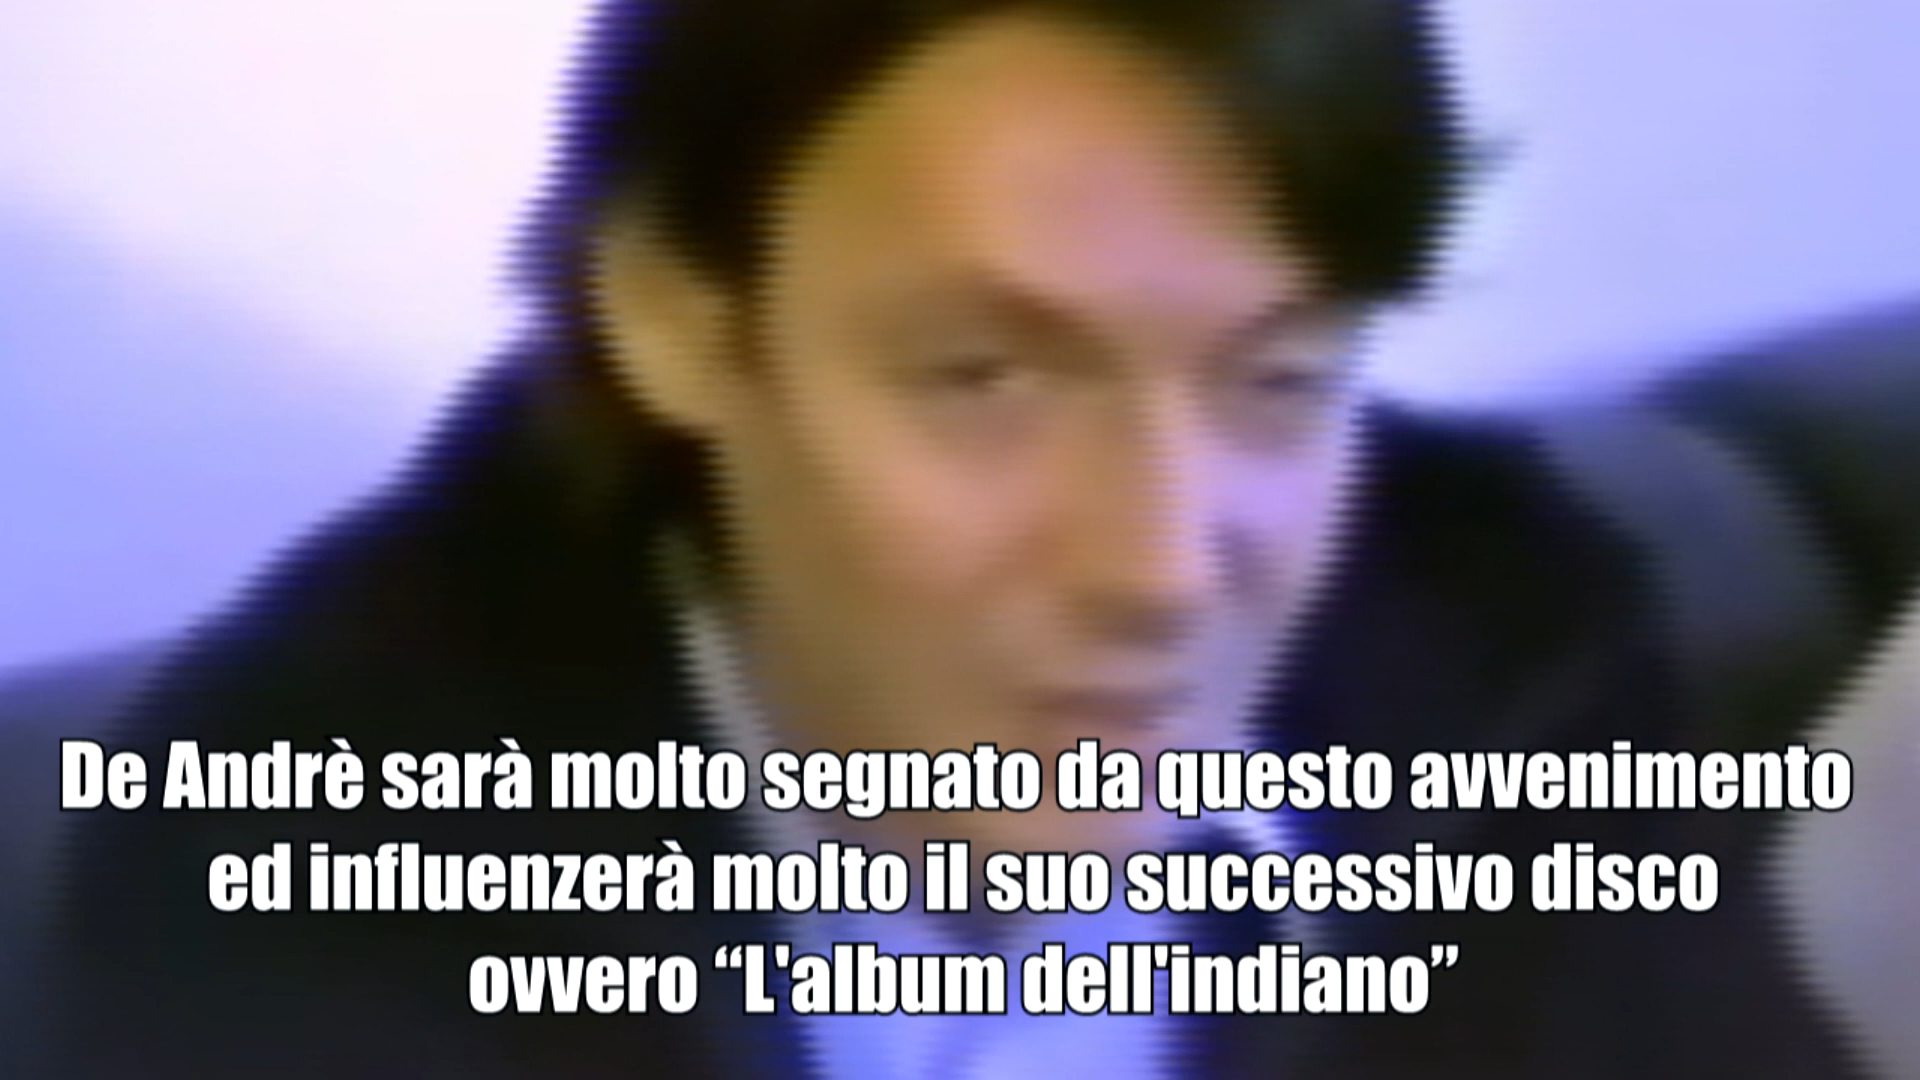 De Andrè sarà molto segnato da questo avvenimento
ed influenzerà molto il suo successivo disco
ovvero “L'album dell'indiano”